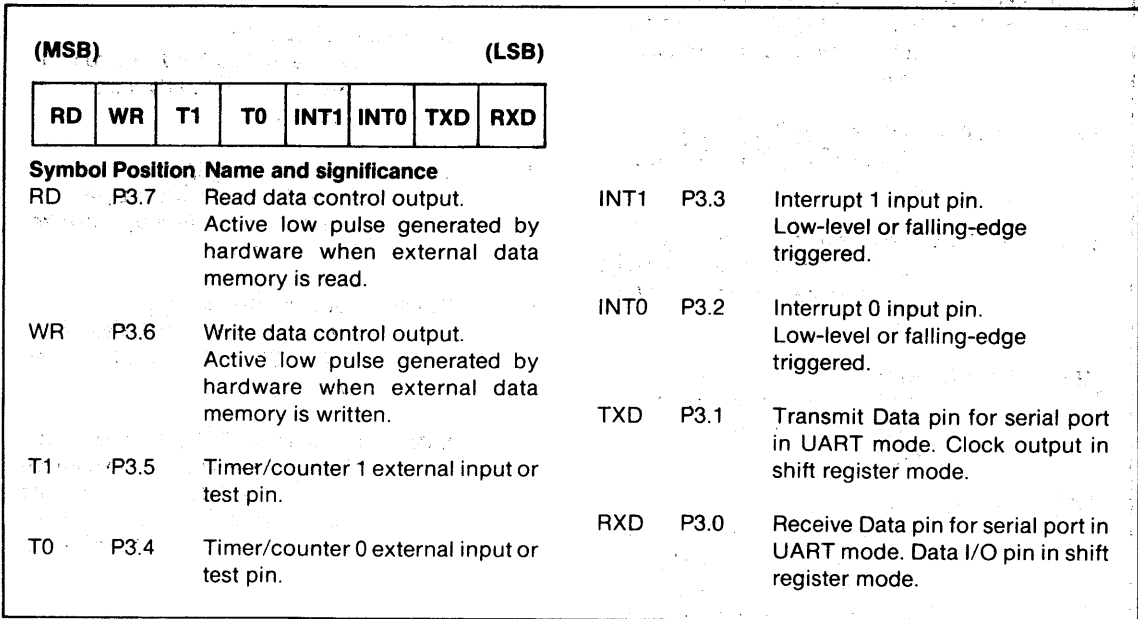 (MSB) (LSB)
RD WR T1 T0 INT1 INT0 TXD RXD
Symbol Position Name and significance
RD P3.7 Read data control output.
Active low pulse generated by
hardware when external data
memory is read.
WR P3.6 Write data control output.
Active low pulse generated by
hardware when external data
memory is written.
T1 P3.5 Timer/counter 1 external input or
test pin.
T0 P3.4 Timer/counter 0 external input or
test pin.
INT1 P3.3 Interrupt 1 input pin.
Low-level or falling-edge
triggered.
INT0 P3.2 Interrupt 0 input pin.
Low-level or falling-edge
triggered.
TXD P3.1 Transmit Data pin for serial port
in UART mode. Clock output in
shift register mode.
RXD P3.0 Receive Data pin for serial port in
UART mode. Data I/O pin in shift
register mode.